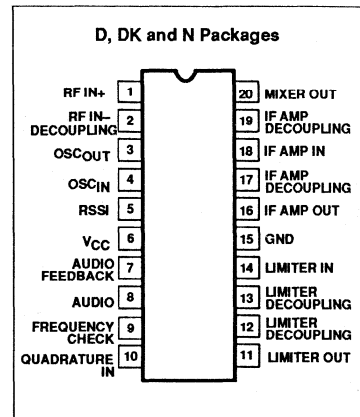 D, DK and N Packages
RF IN+ 1
RF IN–
DECOUPLING 2
OSCOUT 3
OSCIN 4
RSSI 5
VCC 6
AUDIO
FEEDBACK 7
AUDIO 8
FREQUENCY
CHECK 9
QUADRATURE
IN 10
20 MIXER OUT
19 IF AMP
DECOUPLING
18 IF AMP IN
17 IF AMP
DECOUPLING
16 IF AMP OUT
15 GND
14 LIMITER IN
13 LIMITER
DECOUPLING
12 LIMITER
DECOUPLING
11 LIMITER OUT